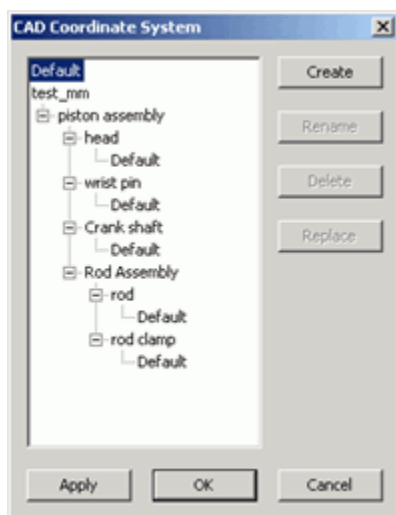 CAD Coordinate System
Default
test_mm
piston assembly
head
Default
wrist pin
Default
Crank shaft
Default
Rod Assembly
rod
Default
rod clamp
Default
Create
Rename
Delete
Replace
Apply
OK
Cancel